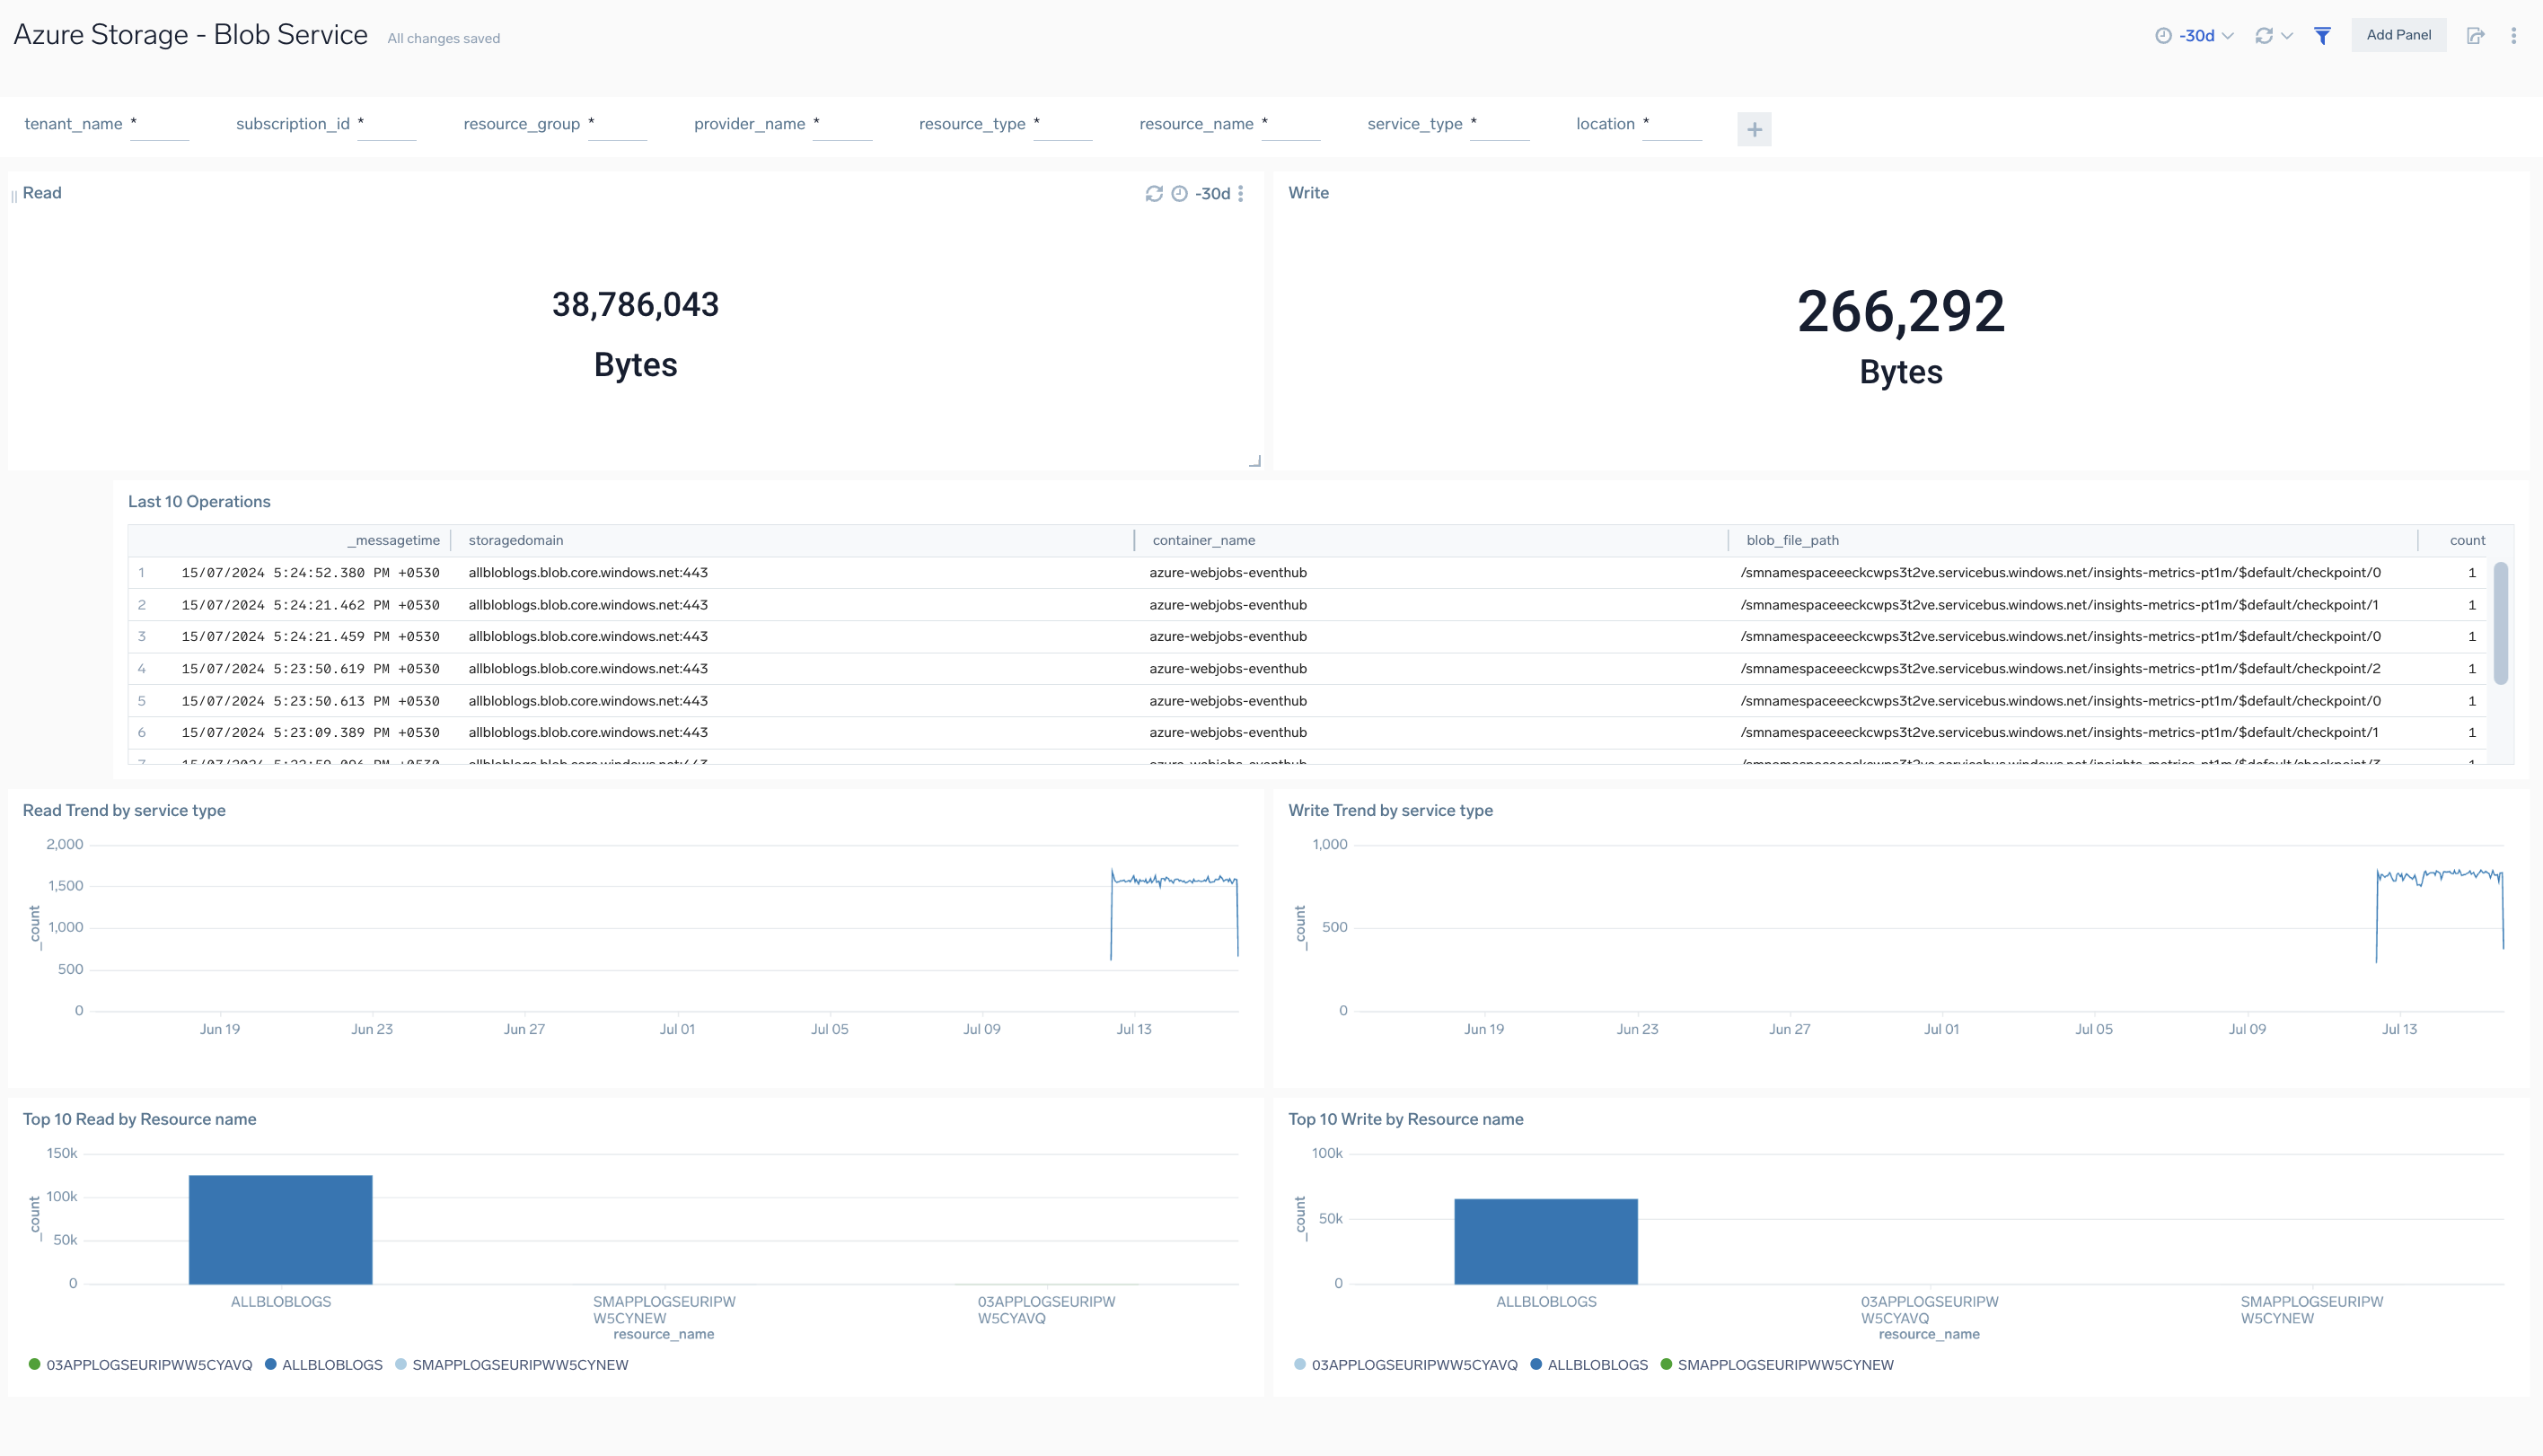 Azure Storage - Blob Service All changes saved -30d Add Panel
tenant_name * subscription_id * resource_group * provider_name * resource_type * resource_name * service_type * location *
Read -30d
38,786,043
Bytes
Write
266,292
Bytes
Last 10 Operations
_messagetime storagedomain container_name blob_file_path count
1 15/07/2024 5:24:52.380 PM +0530 allbloblogs.blob.core.windows.net:443 azure-webjobs-eventhub /smnamespaceeeckcwps3t2ve.servicebus.windows.net/insights-metrics-pt1m/$default/checkpoint/0 1
2 15/07/2024 5:24:21.462 PM +0530 allbloblogs.blob.core.windows.net:443 azure-webjobs-eventhub /smnamespaceeeckcwps3t2ve.servicebus.windows.net/insights-metrics-pt1m/$default/checkpoint/1 1
3 15/07/2024 5:24:21.459 PM +0530 allbloblogs.blob.core.windows.net:443 azure-webjobs-eventhub /smnamespaceeeckcwps3t2ve.servicebus.windows.net/insights-metrics-pt1m/$default/checkpoint/0 1
4 15/07/2024 5:23:50.619 PM +0530 allbloblogs.blob.core.windows.net:443 azure-webjobs-eventhub /smnamespaceeeckcwps3t2ve.servicebus.windows.net/insights-metrics-pt1m/$default/checkpoint/2 1
5 15/07/2024 5:23:50.613 PM +0530 allbloblogs.blob.core.windows.net:443 azure-webjobs-eventhub /smnamespaceeeckcwps3t2ve.servicebus.windows.net/insights-metrics-pt1m/$default/checkpoint/0 1
6 15/07/2024 5:23:09.389 PM +0530 allbloblogs.blob.core.windows.net:443 azure-webjobs-eventhub /smnamespaceeeckcwps3t2ve.servicebus.windows.net/insights-metrics-pt1m/$default/checkpoint/1 1
Read Trend by service type
2,000
1,500
1,000
500
0
_count
Jun 19 Jun 23 Jun 27 Jul 01 Jul 05 Jul 09 Jul 13
Write Trend by service type
1,000
500
0
_count
Jun 19 Jun 23 Jun 27 Jul 01 Jul 05 Jul 09 Jul 13
Top 10 Read by Resource name
150k
100k
50k
0
_count
ALLBLOBLOGS SMAPPLOGSEURIPW 03APPLOGSEURIPW
W5CYNEW W5CYAVQ
resource_name
03APPLOGSEURIPWW5CYAVQ ALLBLOBLOGS SMAPPLOGSEURIPWW5CYNEW
Top 10 Write by Resource name
100k
50k
0
_count
ALLBLOBLOGS 03APPLOGSEURIPW SMAPPLOGSEURIPW
W5CYAVQ W5CYNEW
resource_name
03APPLOGSEURIPWW5CYAVQ ALLBLOBLOGS SMAPPLOGSEURIPWW5CYNEW